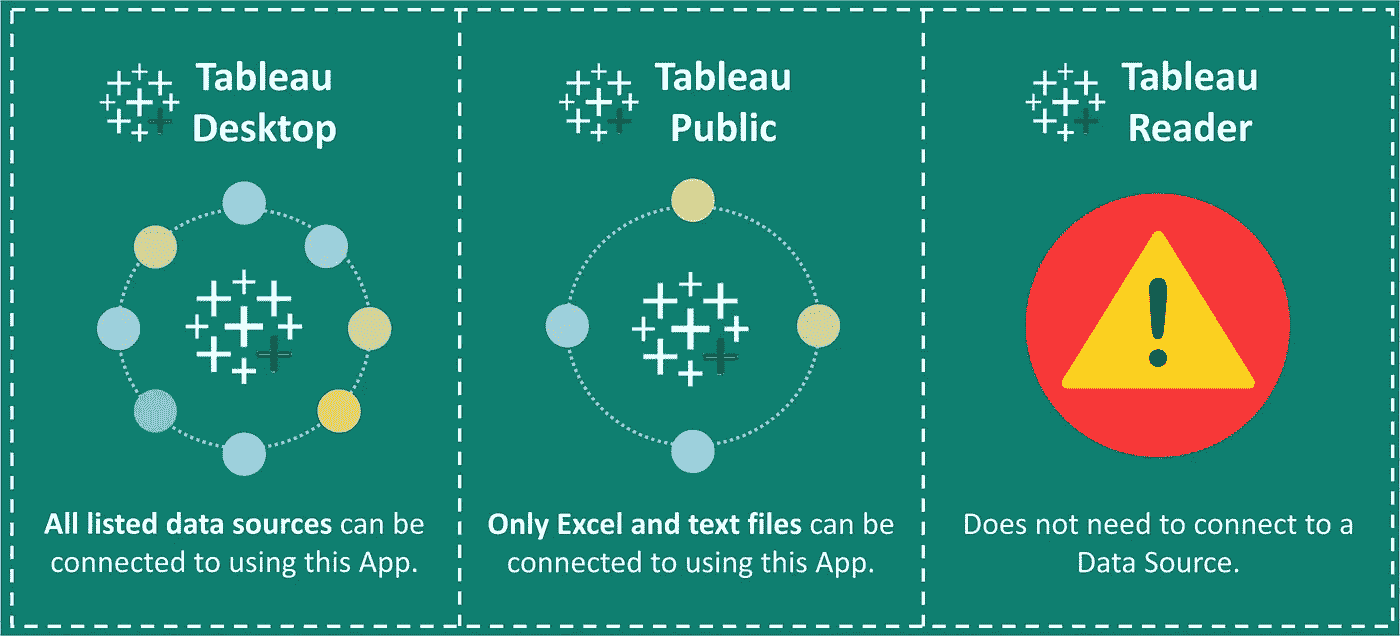 Tableau
Desktop
All listed data sources can be
connected to using this App.
Tableau
Public
Only Excel and text files can be
connected to using this App.
Tableau
Reader
Does not need to connect to a
Data Source.